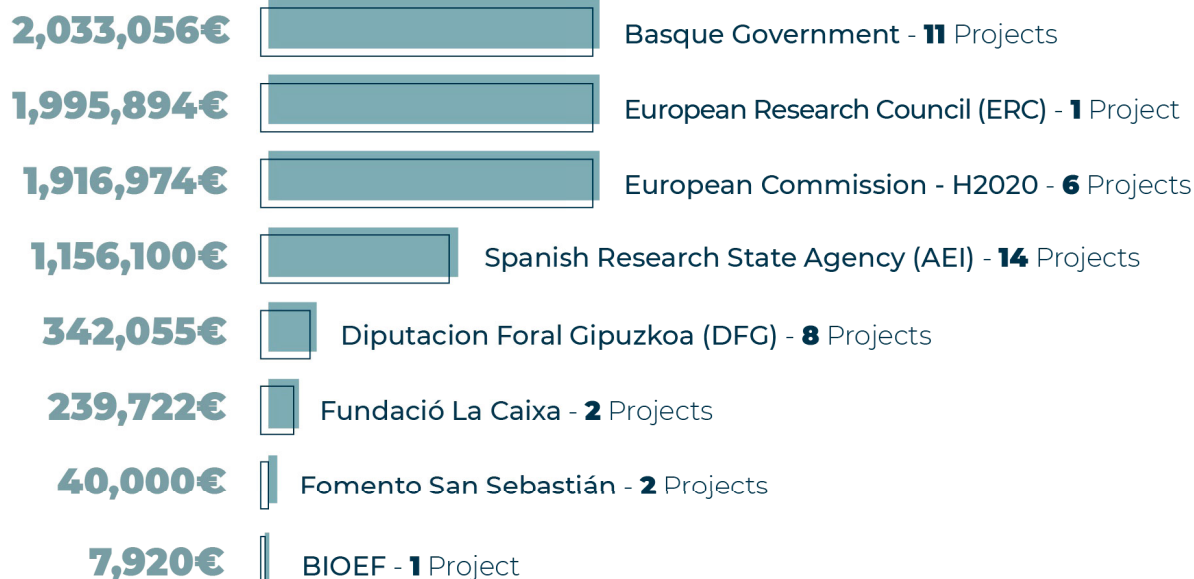 2,033,056€ Basque Government - 11 Projects
1,995,894€ European Research Council (ERC) - 1 Project
1,916,974€ European Commission - H2020 - 6 Projects
1,156,100€ Spanish Research State Agency (AEI) - 14 Projects
342,055€ Diputacion Foral Gipuzkoa (DFG) - 8 Projects
239,722€ Fundació La Caixa - 2 Projects
40,000€ Fomento San Sebastián - 2 Projects
7,920€ BIOEF - 1 Project